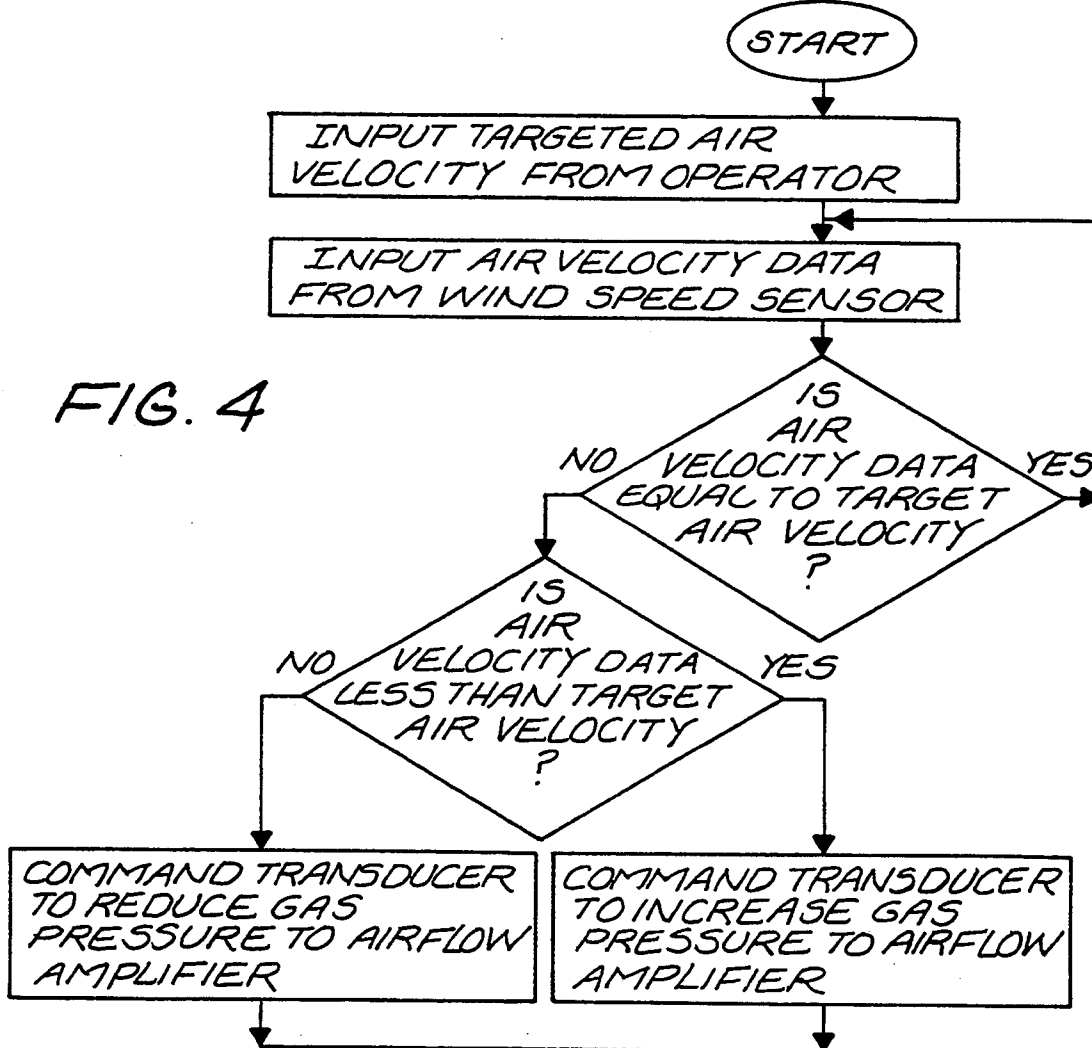 START
INPUT TARGETED AIR
VELOCITY FROM OPERATOR
INPUT AIR VELOCITY DATA
FROM WIND SPEED SENSOR
FIG. 4
IS
AIR
VELOCITY DATA
EQUAL TO TARGET
AIR VELOCITY
?
NO
YES
IS
AIR
VELOCITY DATA
LESS THAN TARGET
AIR VELOCITY
?
NO
YES
COMMAND TRANSDUCER
TO REDUCE GAS
PRESSURE TO AIRFLOW
AMPLIFIER
COMMAND TRANSDUCER
TO INCREASE GAS
PRESSURE TO AIRFLOW
AMPLIFIER